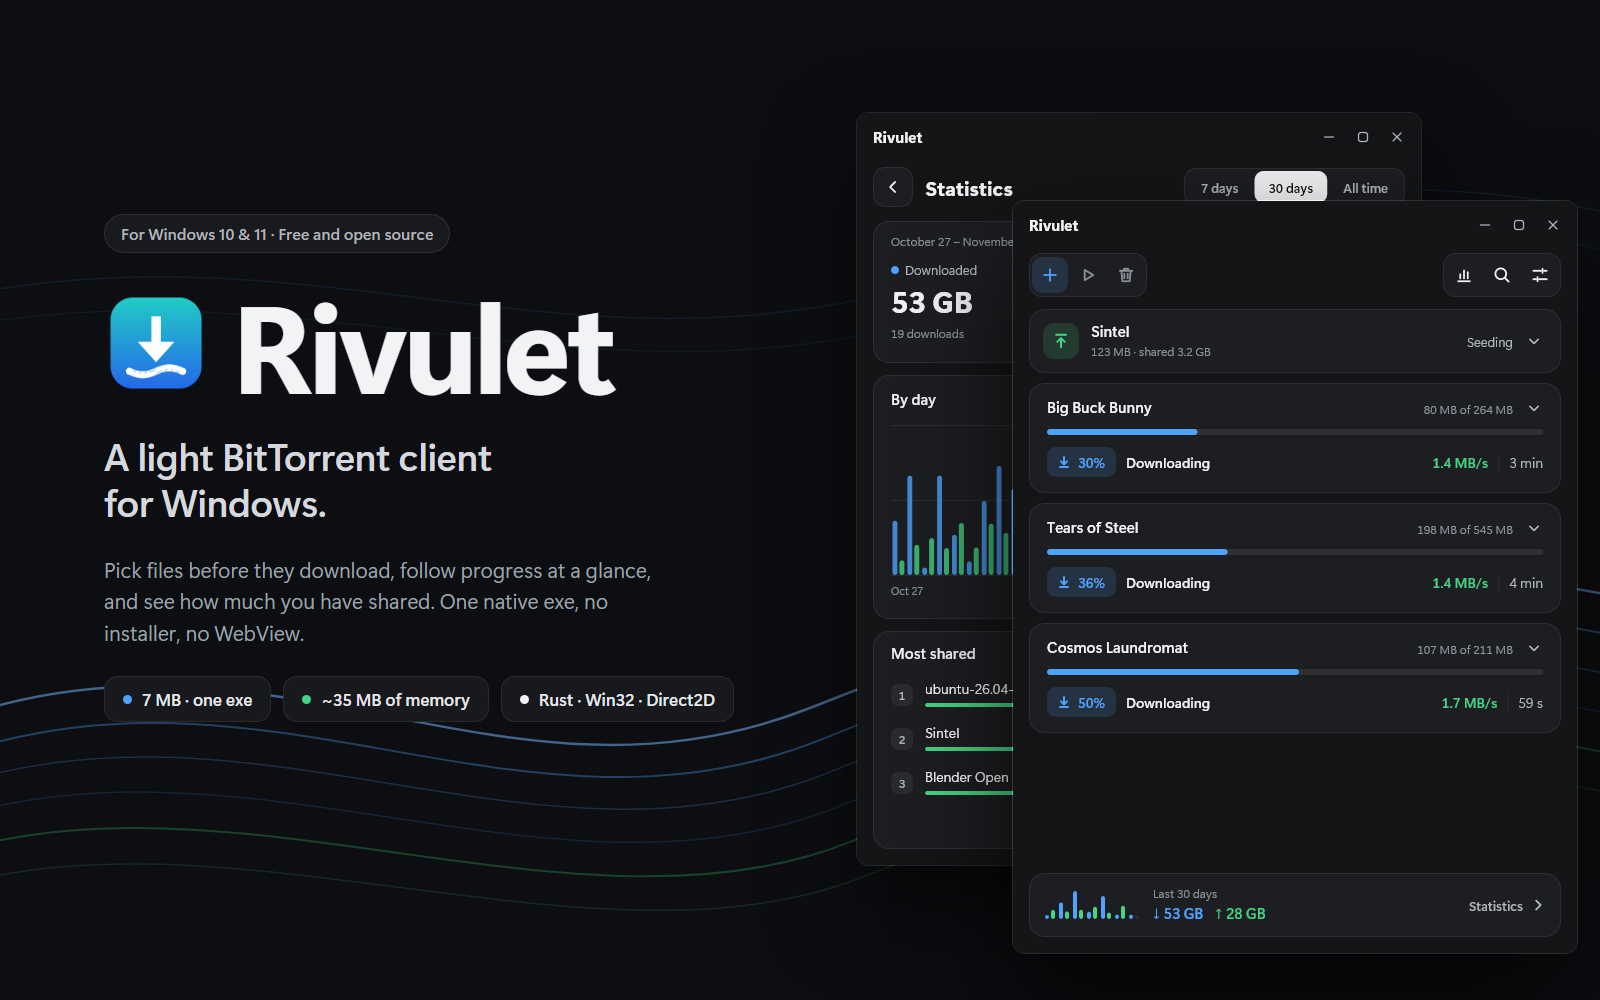 For Windows 10 & 11 · Free and open source
Rivulet
A light BitTorrent client
for Windows.
Pick files before they download, follow progress at a glance,
and see how much you have shared. One native exe, no
installer, no WebView.
7 MB · one exe
~35 MB of memory
Rust · Win32 · Direct2D
Rivulet
Statistics
7 days
30 days
All time
October 27 – Novembe
Downloaded
53 GB
19 downloads
By day
Oct 27
Most shared
1 ubuntu-26.04-
2 Sintel
3 Blender Open
Rivulet
Sintel
123 MB · shared 3.2 GB
Seeding
Big Buck Bunny
80 MB of 264 MB
30% Downloading
1.4 MB/s
3 min
Tears of Steel
198 MB of 545 MB
36% Downloading
1.4 MB/s
4 min
Cosmos Laundromat
107 MB of 211 MB
50% Downloading
1.7 MB/s
59 s
Last 30 days
↓ 53 GB ↑ 28 GB
Statistics